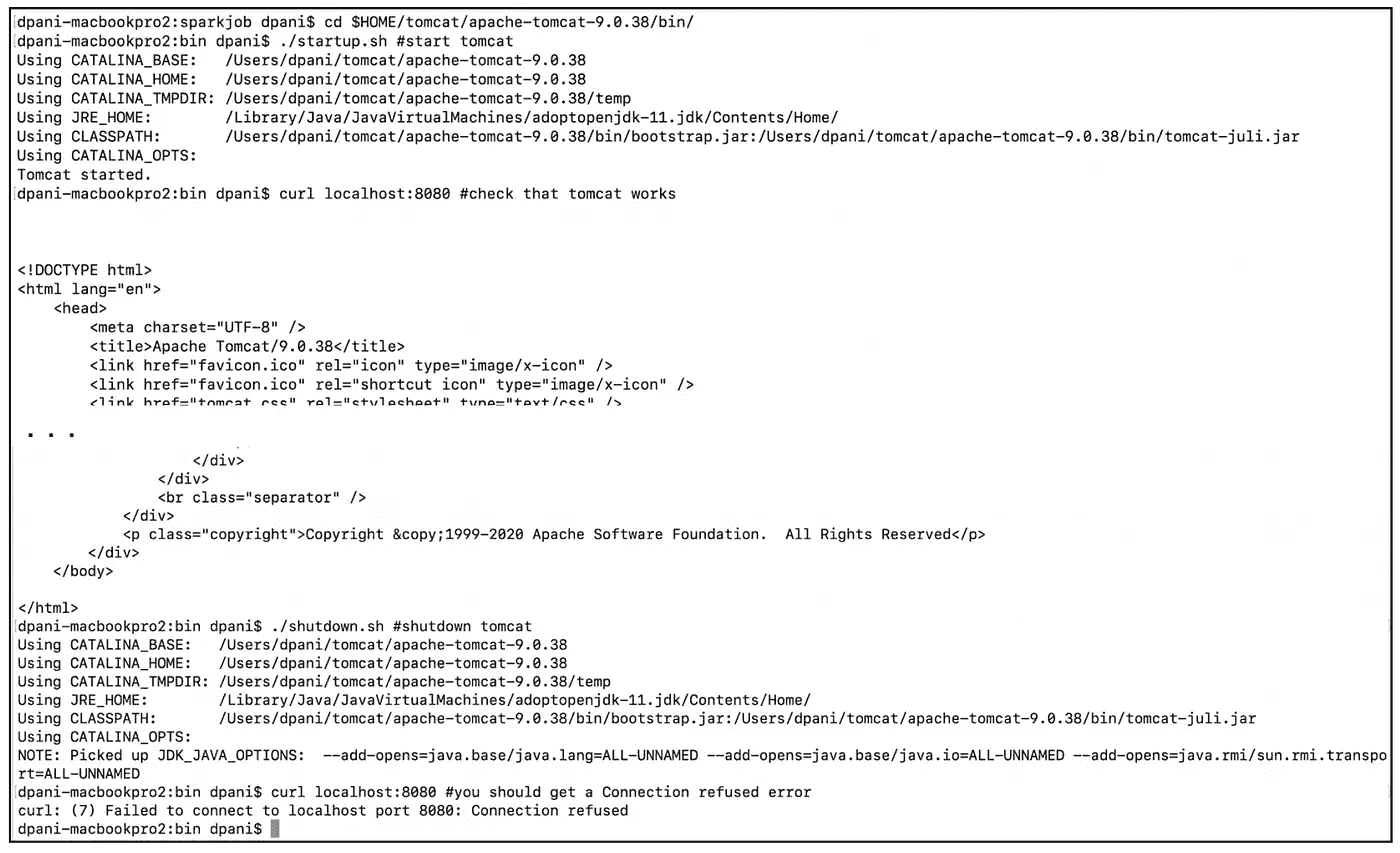 dpani-macbookpro2:sparkjob dpani$ cd $HOME/tomcat/apache-tomcat-9.0.38/bin/
dpani-macbookpro2:bin dpani$ ./startup.sh #start tomcat
Using CATALINA_BASE:   /Users/dpani/tomcat/apache-tomcat-9.0.38
Using CATALINA_HOME:   /Users/dpani/tomcat/apache-tomcat-9.0.38
Using CATALINA_TMPDIR: /Users/dpani/tomcat/apache-tomcat-9.0.38/temp
Using JRE_HOME:        /Library/Java/JavaVirtualMachines/adoptopenjdk-11.jdk/Contents/Home/
Using CLASSPATH:       /Users/dpani/tomcat/apache-tomcat-9.0.38/bin/bootstrap.jar:/Users/dpani/tomcat/apache-tomcat-9.0.38/bin/tomcat-juli.jar
Using CATALINA_OPTS:
Tomcat started.
dpani-macbookpro2:bin dpani$ curl localhost:8080 #check that tomcat works
<!DOCTYPE html>
<html lang="en">
    <head>
        <meta charset="UTF-8" />
        <title>Apache Tomcat/9.0.38</title>
        <link href="favicon.ico" rel="icon" type="image/x-icon" />
        <link href="favicon.ico" rel="shortcut icon" type="image/x-icon" />
        <link href="tomcat.css" rel="stylesheet" type="text/css" />
. . .
                    </div>
                </div>
                <br class="separator" />
            </div>
            <p class="copyright">Copyright &copy;1999-2020 Apache Software Foundation.  All Rights Reserved</p>
        </div>
    </body>
</html>
dpani-macbookpro2:bin dpani$ ./shutdown.sh #shutdown tomcat
Using CATALINA_BASE:   /Users/dpani/tomcat/apache-tomcat-9.0.38
Using CATALINA_HOME:   /Users/dpani/tomcat/apache-tomcat-9.0.38
Using CATALINA_TMPDIR: /Users/dpani/tomcat/apache-tomcat-9.0.38/temp
Using JRE_HOME:        /Library/Java/JavaVirtualMachines/adoptopenjdk-11.jdk/Contents/Home/
Using CLASSPATH:       /Users/dpani/tomcat/apache-tomcat-9.0.38/bin/bootstrap.jar:/Users/dpani/tomcat/apache-tomcat-9.0.38/bin/tomcat-juli.jar
Using CATALINA_OPTS:
NOTE: Picked up JDK_JAVA_OPTIONS:  --add-opens=java.base/java.lang=ALL-UNNAMED --add-opens=java.base/java.io=ALL-UNNAMED --add-opens=java.rmi/sun.rmi.transpo
rt=ALL-UNNAMED
dpani-macbookpro2:bin dpani$ curl localhost:8080 #you should get a Connection refused error
curl: (7) Failed to connect to localhost port 8080: Connection refused
dpani-macbookpro2:bin dpani$